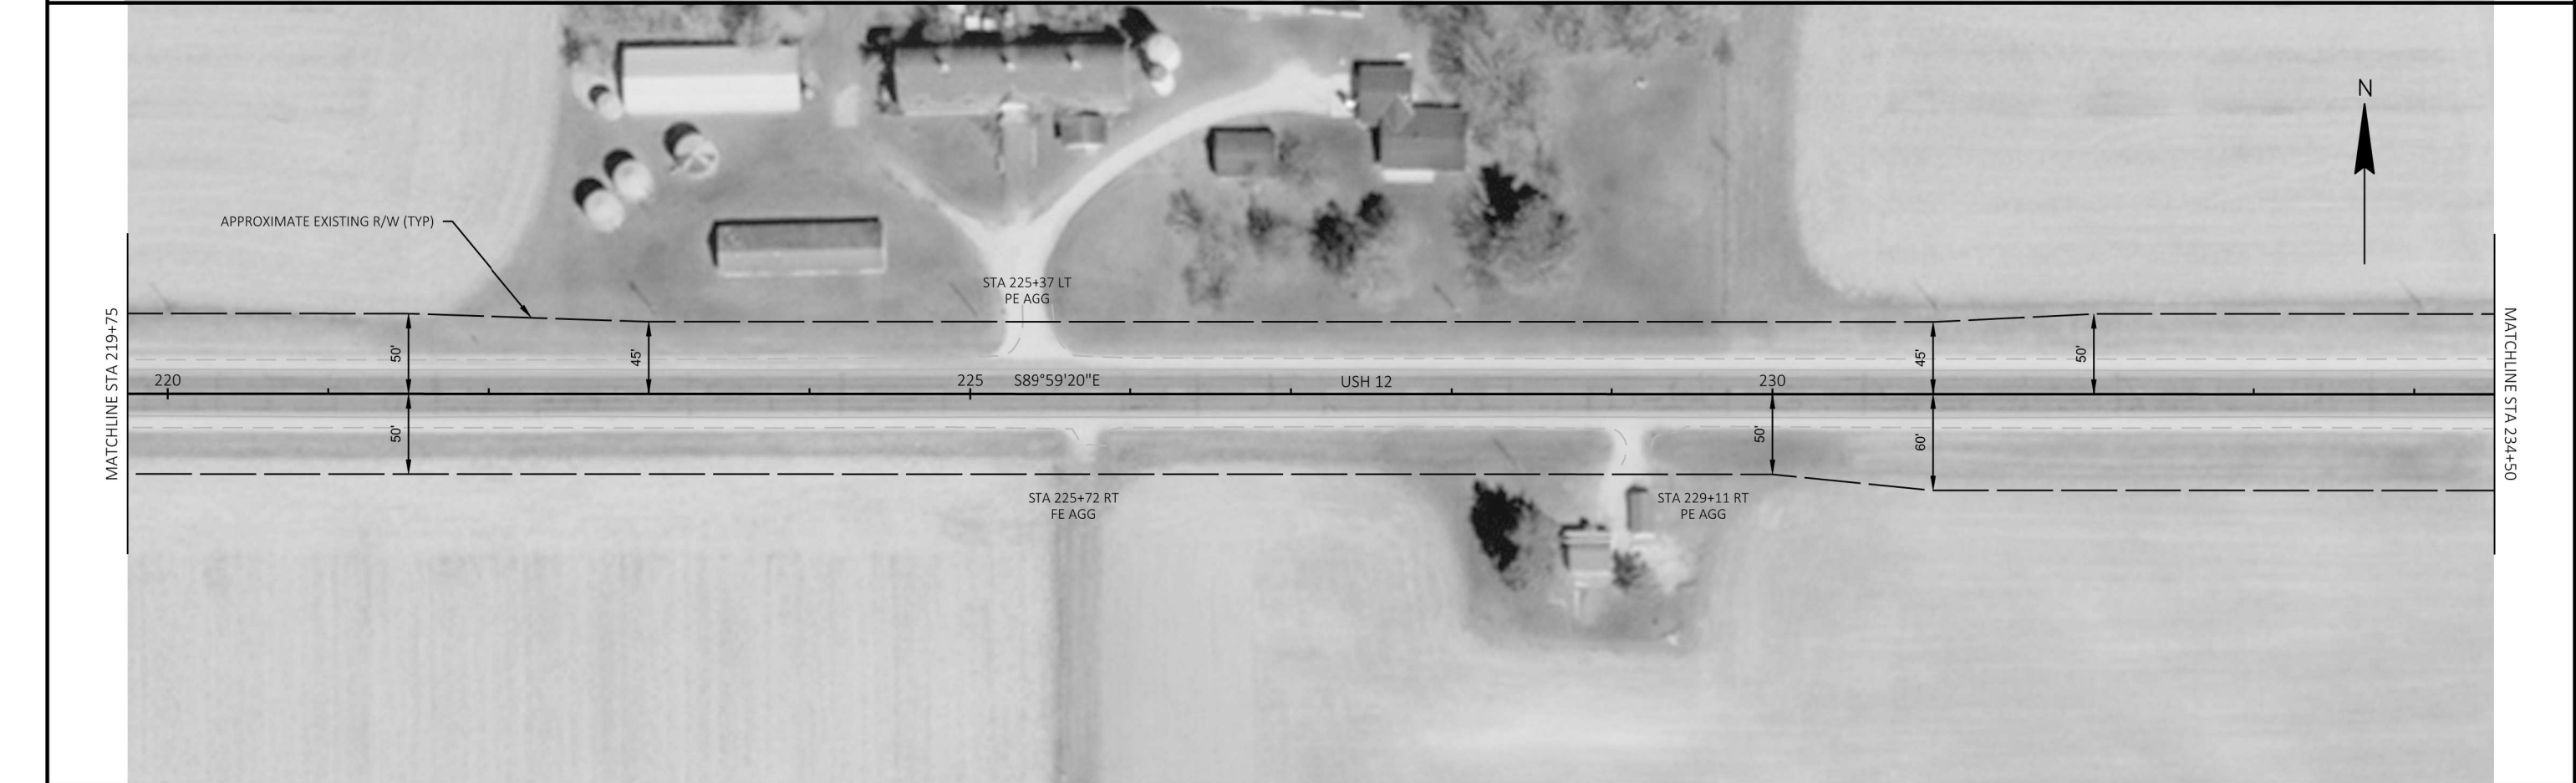 N
APPROXIMATE EXISTING R/W (TYP)
STA 225+37 LT
PE AGG
MATCHLINE STA 219+75
MATCHLINE STA 234+50
50'
45'
45'
50'
220
225
S89°59'20"E
USH 12
230
50'
50'
60'
STA 225+72 RT
FE AGG
STA 229+11 RT
PE AGG